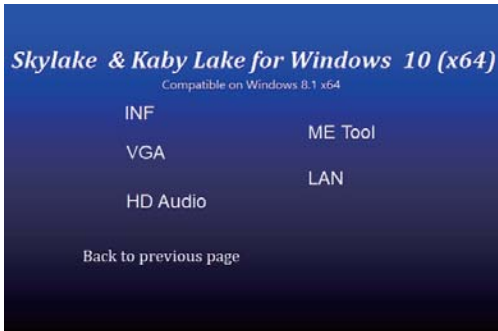 Skylake & Kaby Lake for Windows 10 (x64)
Compatible on Windows 8.1 x64
INF
ME Tool
VGA
LAN
HD Audio
Back to previous page